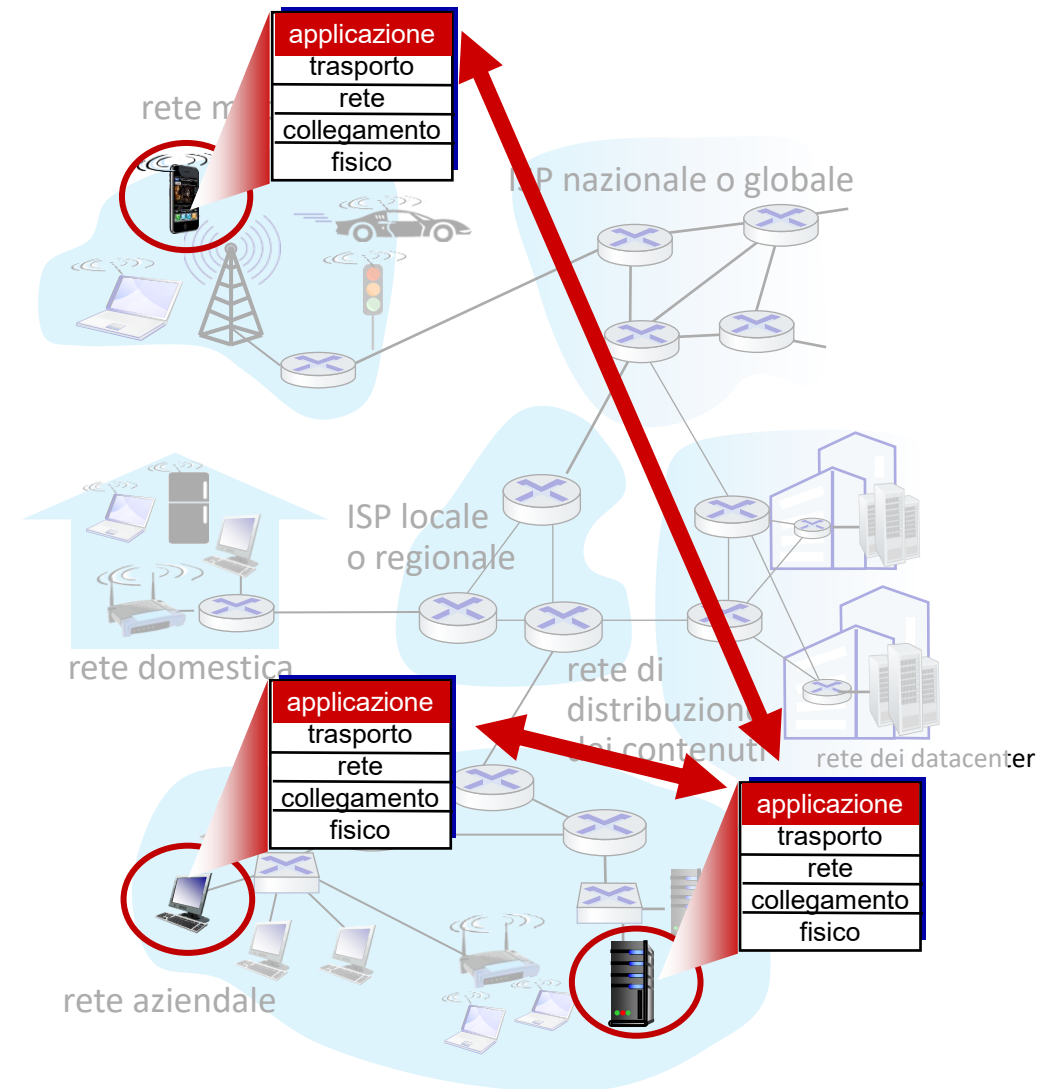 applicazione
trasporto
rete
collegamento
fisico
rete m
ISP nazionale o globale
ISP locale
o regionale
rete domestica
rete di
distribuzione
dei contenuti
rete dei datacenter
applicazione
trasporto
rete
collegamento
fisico
applicazione
trasporto
rete
collegamento
fisico
rete aziendale